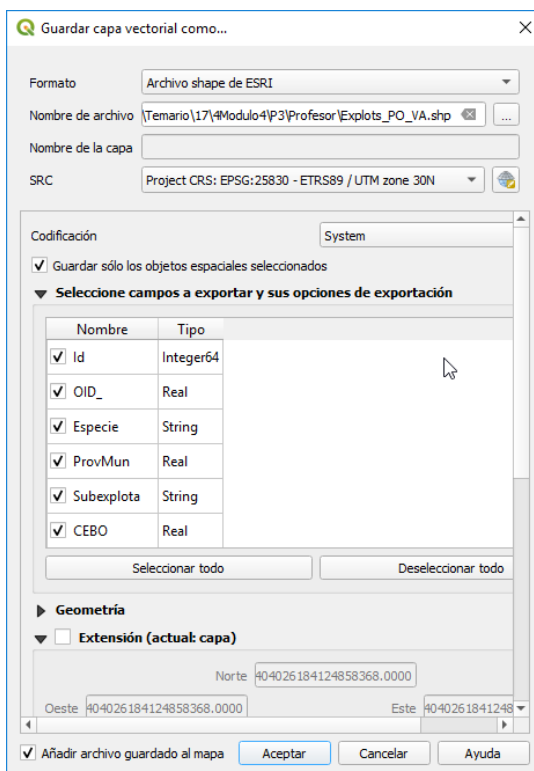 Guardar capa vectorial como...
Formato Archivo shape de ESRI
Nombre de archivo \Temario\17\4Modulo4\P3\Profesor\Explots_PO_VA.shp ...
Nombre de la capa
SRC Project CRS: EPSG:25830 - ETRS89 / UTM zone 30N
Codificación System
Guardar sólo los objetos espaciales seleccionados
Seleccione campos a exportar y sus opciones de exportación
Nombre Tipo
Id Integer64
OID_ Real
Especie String
ProvMun Real
Subexplota String
CEBO Real
Seleccionar todo Deseleccionar todo
Geometría
Extensión (actual: capa)
Norte 404026184124858368.0000
Oeste 404026184124858368.0000 Este 4040261841248
Añadir archivo guardado al mapa Aceptar Cancelar Ayuda